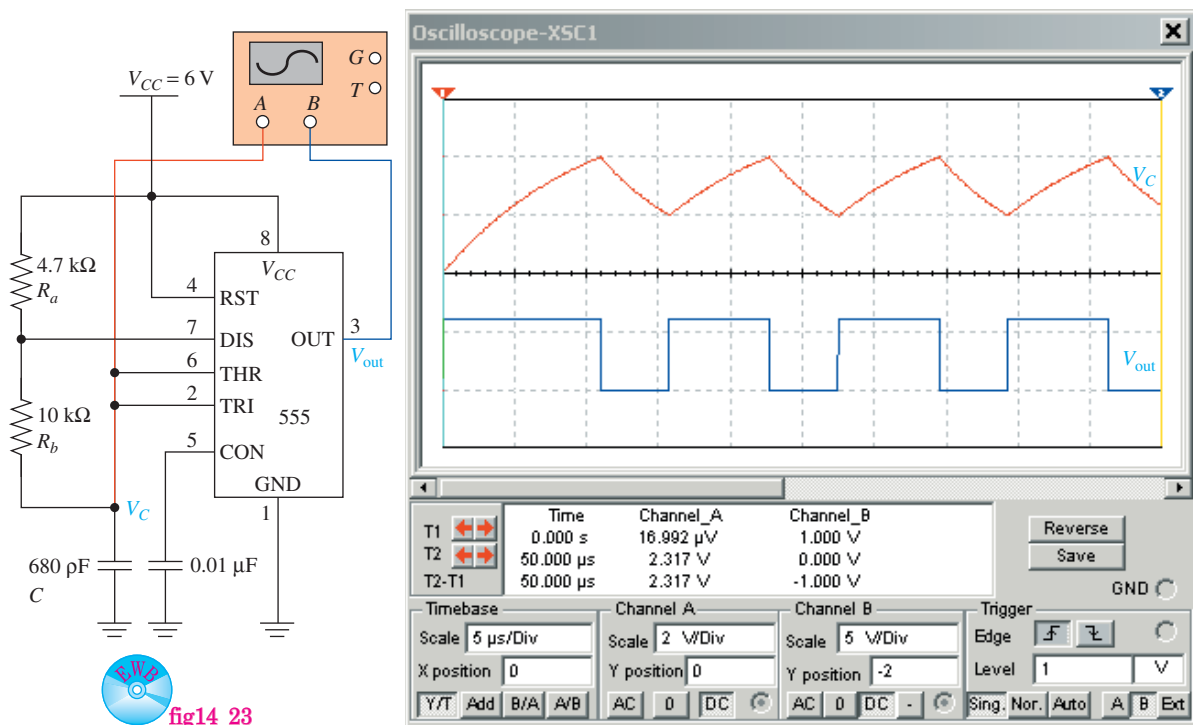 V_CC = 6 V
A
B
G
T
4.7 kΩ
R_a
10 kΩ
R_b
8
V_CC
4
RST
7
DIS
OUT
3
V_out
6
THR
2
TRI
555
5
CON
GND
1
V_C
680 ρF
C
0.01 μF
EWB
fig14_23
Oscilloscope-XSC1
1
2
V_C
V_out
Time Channel_A Channel_B
T1 0.000 s 16.992 µV 1.000 V
T2 50.000 µs 2.317 V 0.000 V
T2-T1 50.000 µs 2.317 V -1.000 V
Reverse
Save
GND
Timebase
Scale 5 µs/Div
X position 0
Y/T Add B/A A/B
Channel A
Scale 2 V/Div
Y position 0
AC 0 DC
Channel B
Scale 5 V/Div
Y position -2
AC 0 DC -
Trigger
Edge
Level 1 V
Sing. Nor. Auto A B Ext